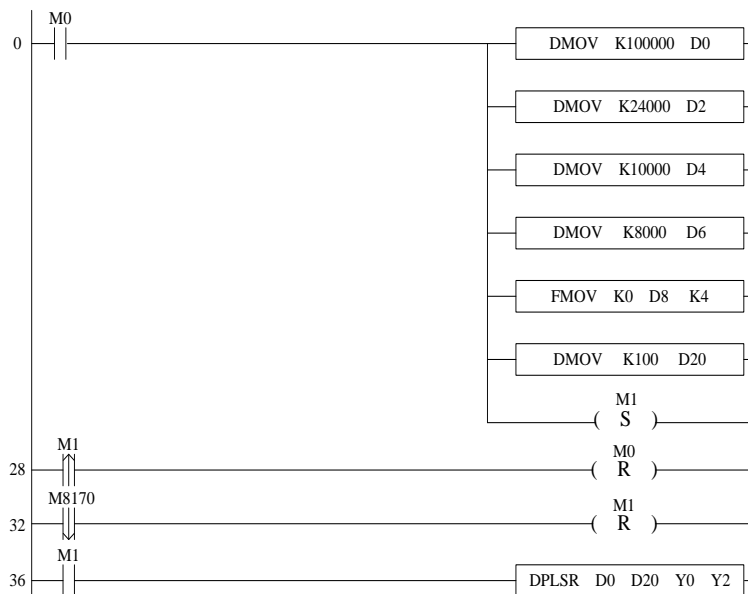 M0
0
DMOV K100000 D0
DMOV K24000 D2
DMOV K10000 D4
DMOV K8000 D6
FMOV K0 D8 K4
DMOV K100 D20
M1
( S )
M1
M0
28
( R )
M8170
M1
32
( R )
M1
36
DPLSR D0 D20 Y0 Y2